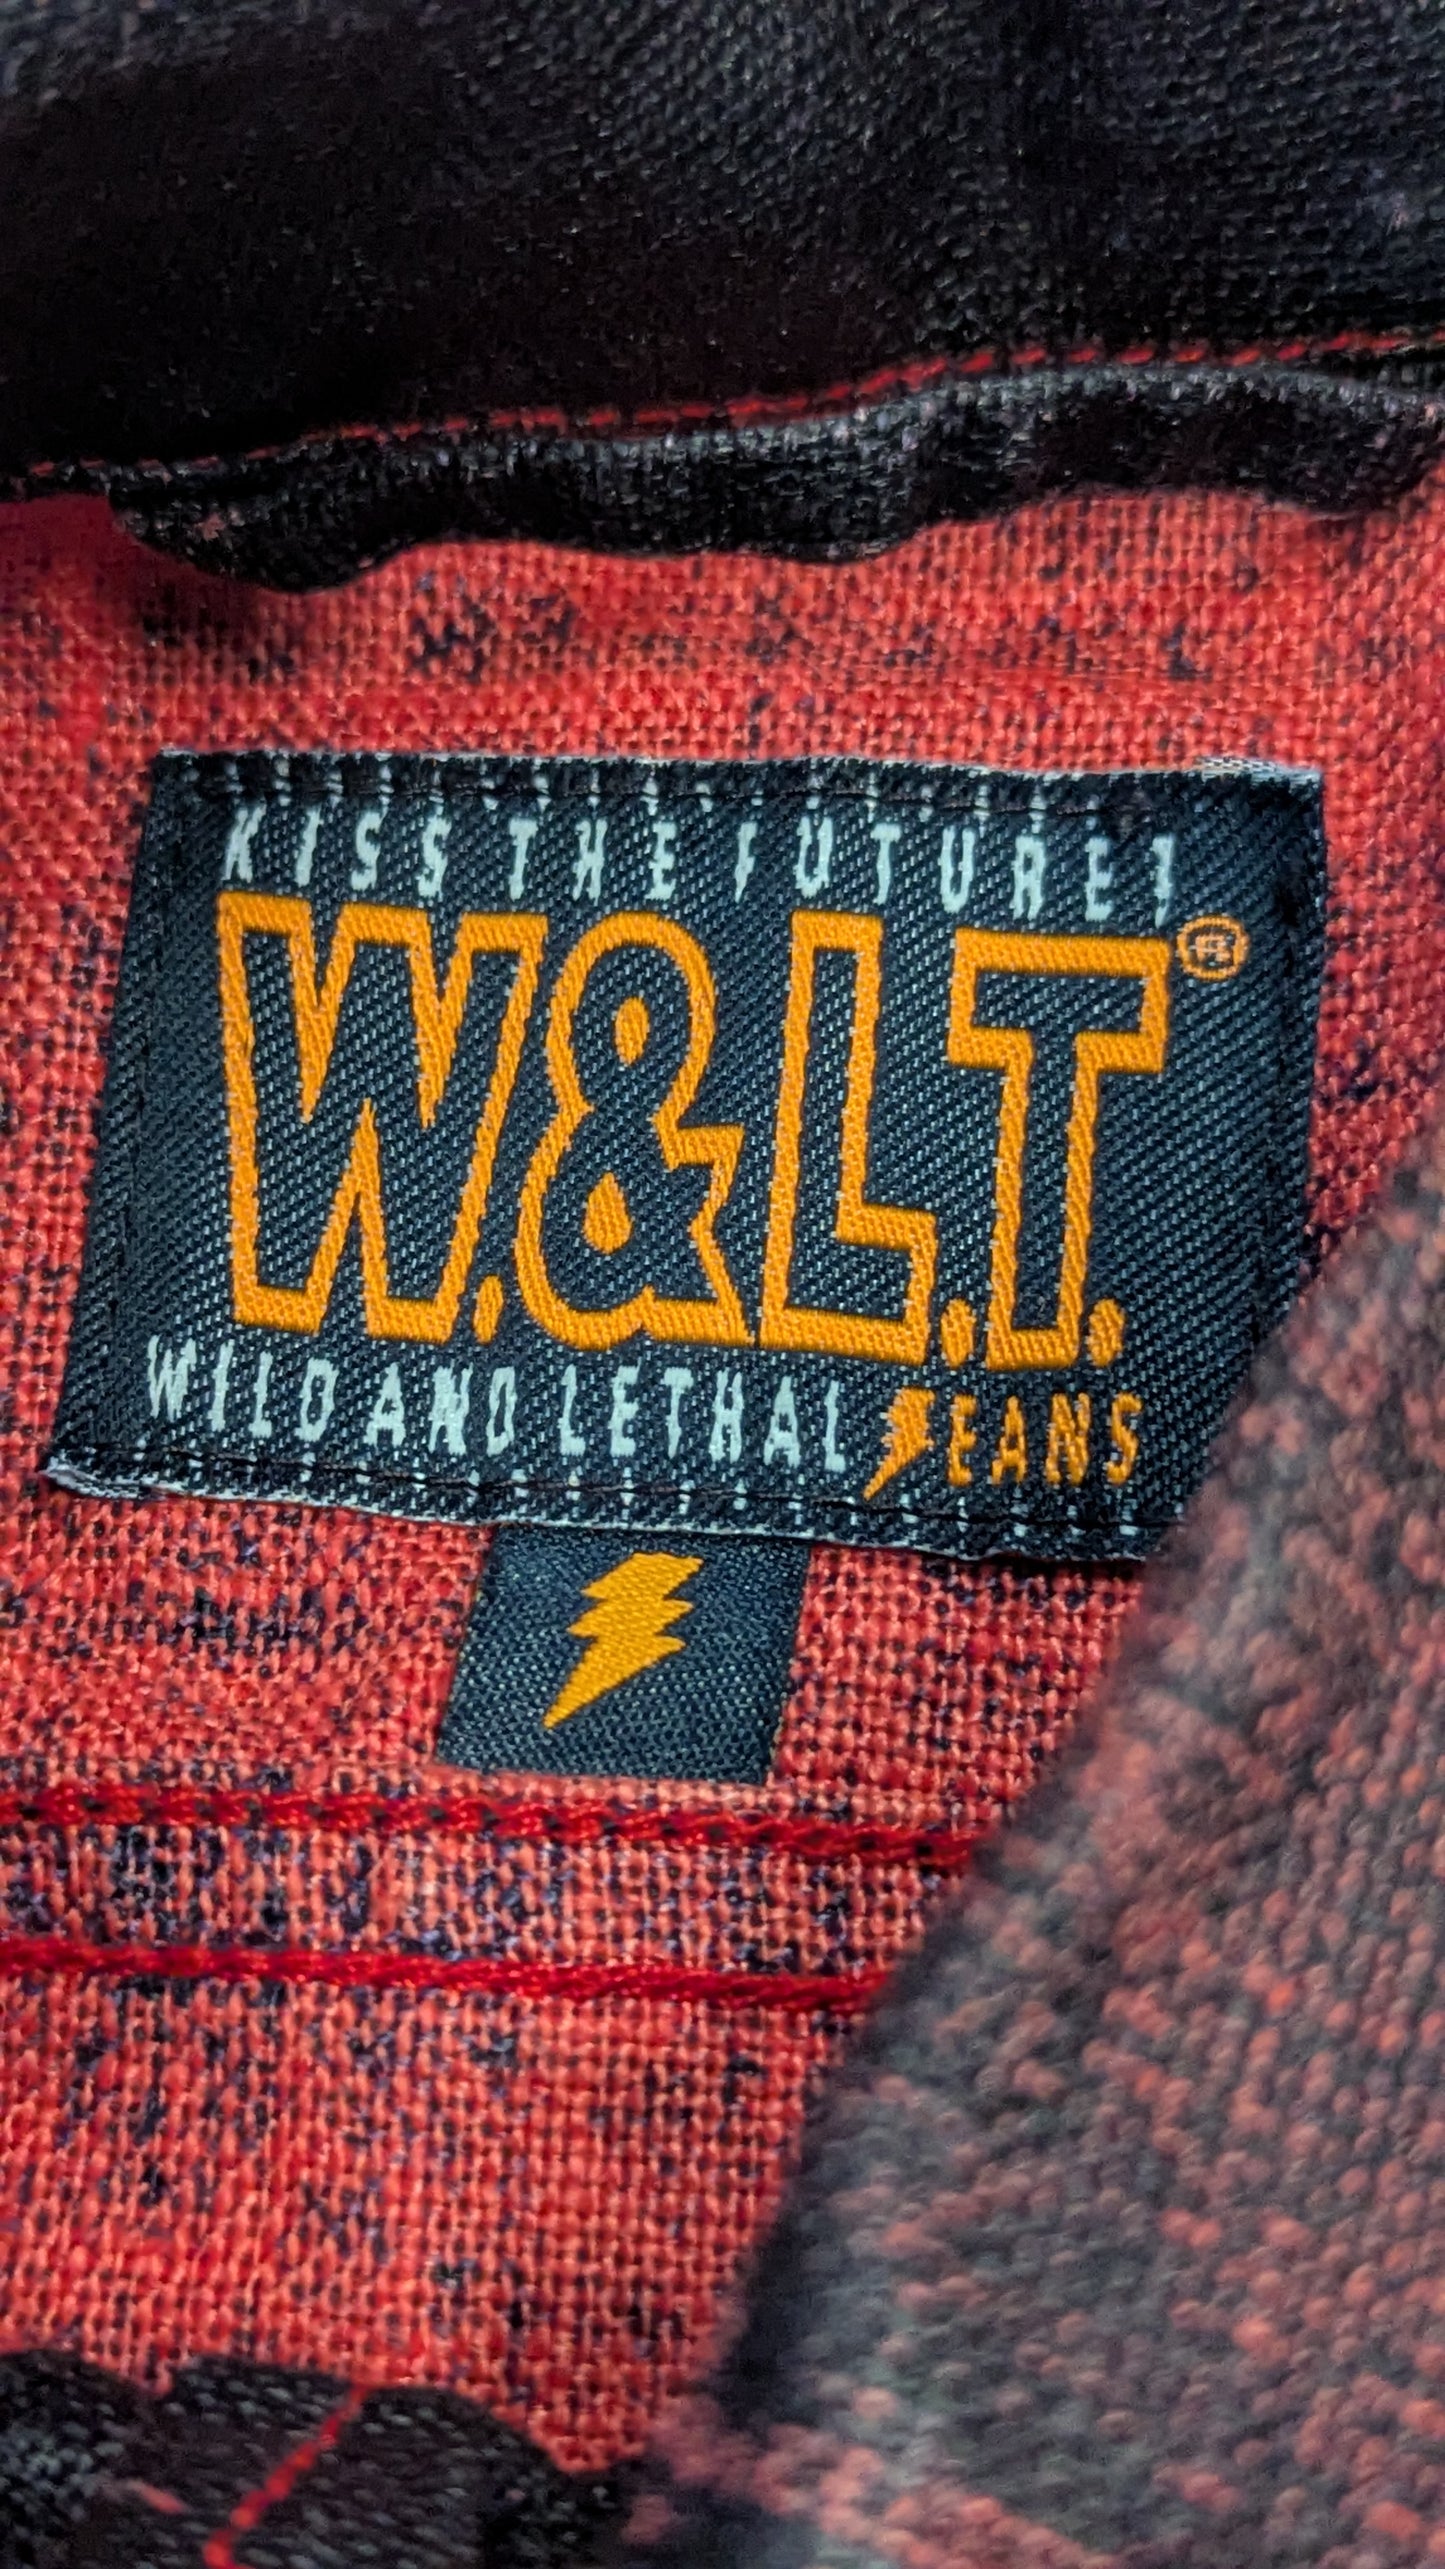 KISS THE FUTURE!
W.&L.T.®
WILD AND LETHAL JEANS